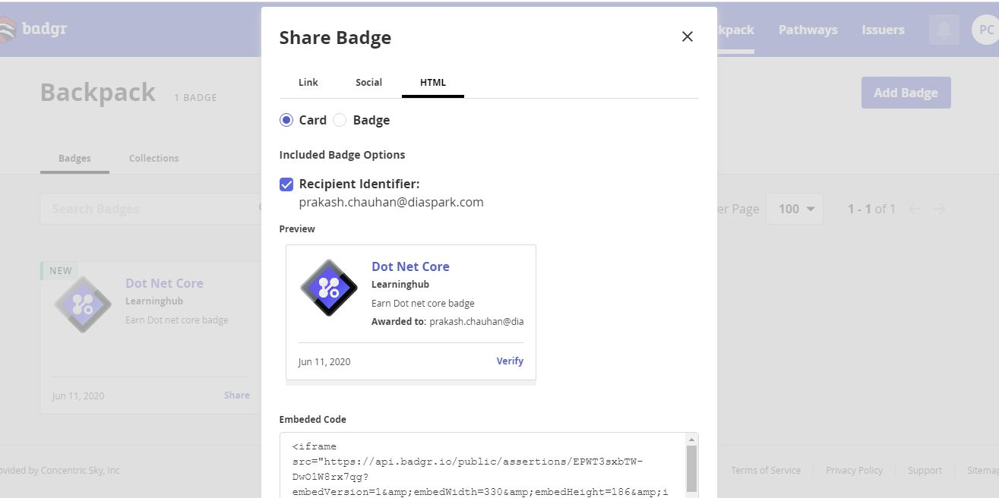 badgr
kpack
Pathways
Issuers
PC
Backpack
1 BADGE
Add Badge
Badges
Collections
Search Badges
er Page
100
1 - 1 of 1
NEW
Dot Net Core
Learninghub
Earn Dot net core badge
Jun 11, 2020
Share
Share Badge
Link
Social
HTML
Card
Badge
Included Badge Options
Recipient Identifier:
prakash.chauhan@diaspark.com
Preview
Dot Net Core
Learninghub
Earn Dot net core badge
Awarded to: prakash.chauhan@dia
Jun 11, 2020
Verify
Embeded Code
<iframe
src="https://api.badgr.io/public/assertions/EPWT3sxbTW-
DwO1W8rx7qg?
embedVersion=1&amp;embedWidth=330&amp;embedHeight=186&amp;i
ovided by Concentric Sky, Inc
Terms of Service
Privacy Policy
Support
Sitema